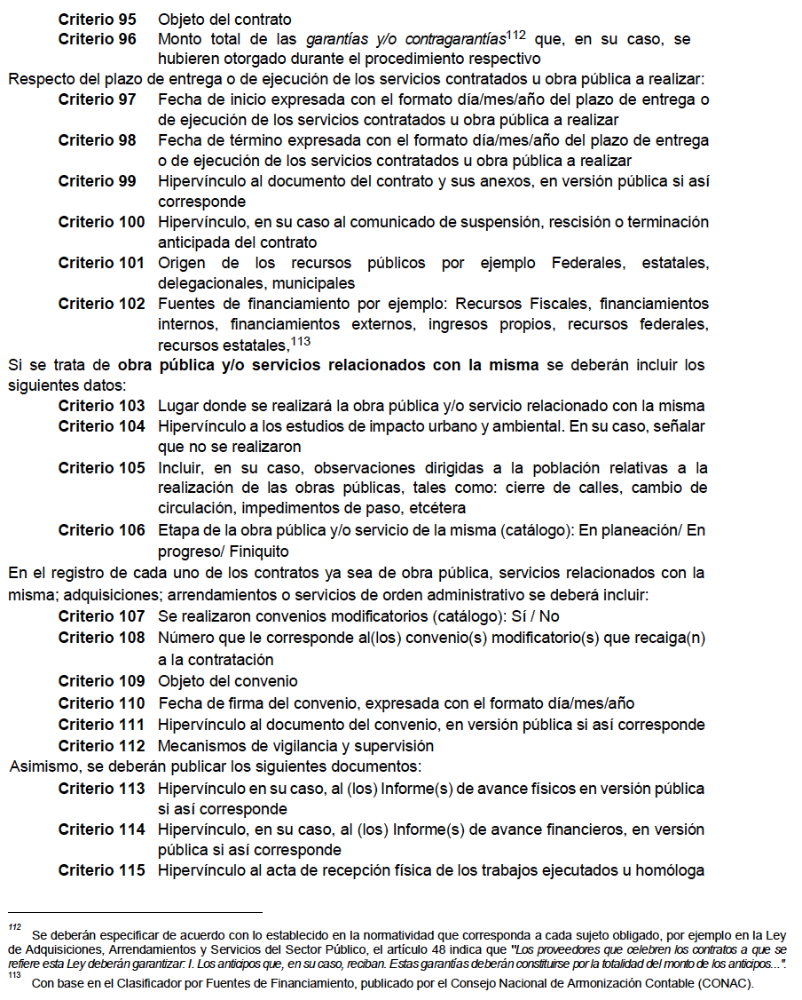 Criterio 95 Objeto del contrato
Criterio 96 Monto total de las garantías y/o contragarantías112 que, en su caso, se
hubieren otorgado durante el procedimiento respectivo
Respecto del plazo de entrega o de ejecución de los servicios contratados u obra pública a realizar:
Criterio 97 Fecha de inicio expresada con el formato día/mes/año del plazo de entrega o
de ejecución de los servicios contratados u obra pública a realizar
Criterio 98 Fecha de término expresada con el formato día/mes/año del plazo de entrega
o de ejecución de los servicios contratados u obra pública a realizar
Criterio 99 Hipervínculo al documento del contrato y sus anexos, en versión pública si así
corresponde
Criterio 100 Hipervínculo, en su caso al comunicado de suspensión, rescisión o terminación
anticipada del contrato
Criterio 101 Origen de los recursos públicos por ejemplo Federales, estatales,
delegacionales, municipales
Criterio 102 Fuentes de financiamiento por ejemplo: Recursos Fiscales, financiamientos
internos, financiamientos externos, ingresos propios, recursos federales,
recursos estatales,113
Si se trata de obra pública y/o servicios relacionados con la misma se deberán incluir los
siguientes datos:
Criterio 103 Lugar donde se realizará la obra pública y/o servicio relacionado con la misma
Criterio 104 Hipervínculo a los estudios de impacto urbano y ambiental. En su caso, señalar
que no se realizaron
Criterio 105 Incluir, en su caso, observaciones dirigidas a la población relativas a la
realización de las obras públicas, tales como: cierre de calles, cambio de
circulación, impedimentos de paso, etcétera
Criterio 106 Etapa de la obra pública y/o servicio de la misma (catálogo): En planeación/ En
progreso/ Finiquito
En el registro de cada uno de los contratos ya sea de obra pública, servicios relacionados con la
misma; adquisiciones; arrendamientos o servicios de orden administrativo se deberá incluir:
Criterio 107 Se realizaron convenios modificatorios (catálogo): Sí / No
Criterio 108 Número que le corresponde al(los) convenio(s) modificatorio(s) que recaiga(n)
a la contratación
Criterio 109 Objeto del convenio
Criterio 110 Fecha de firma del convenio, expresada con el formato día/mes/año
Criterio 111 Hipervínculo al documento del convenio, en versión pública si así corresponde
Criterio 112 Mecanismos de vigilancia y supervisión
Asimismo, se deberán publicar los siguientes documentos:
Criterio 113 Hipervínculo en su caso, al (los) Informe(s) de avance físicos en versión pública
si así corresponde
Criterio 114 Hipervínculo, en su caso, al (los) Informe(s) de avance financieros, en versión
pública si así corresponde
Criterio 115 Hipervínculo al acta de recepción física de los trabajos ejecutados u homóloga
112 Se deberán especificar de acuerdo con lo establecido en la normatividad que corresponda a cada sujeto obligado, por ejemplo en la Ley
de Adquisiciones, Arrendamientos y Servicios del Sector Público, el artículo 48 indica que "Los proveedores que celebren los contratos a que se
refiere esta Ley deberán garantizar: I. Los anticipos que, en su caso, reciban. Estas garantías deberán constituirse por la totalidad del monto de los anticipos...".
113 Con base en el Clasificador por Fuentes de Financiamiento, publicado por el Consejo Nacional de Armonización Contable (CONAC).